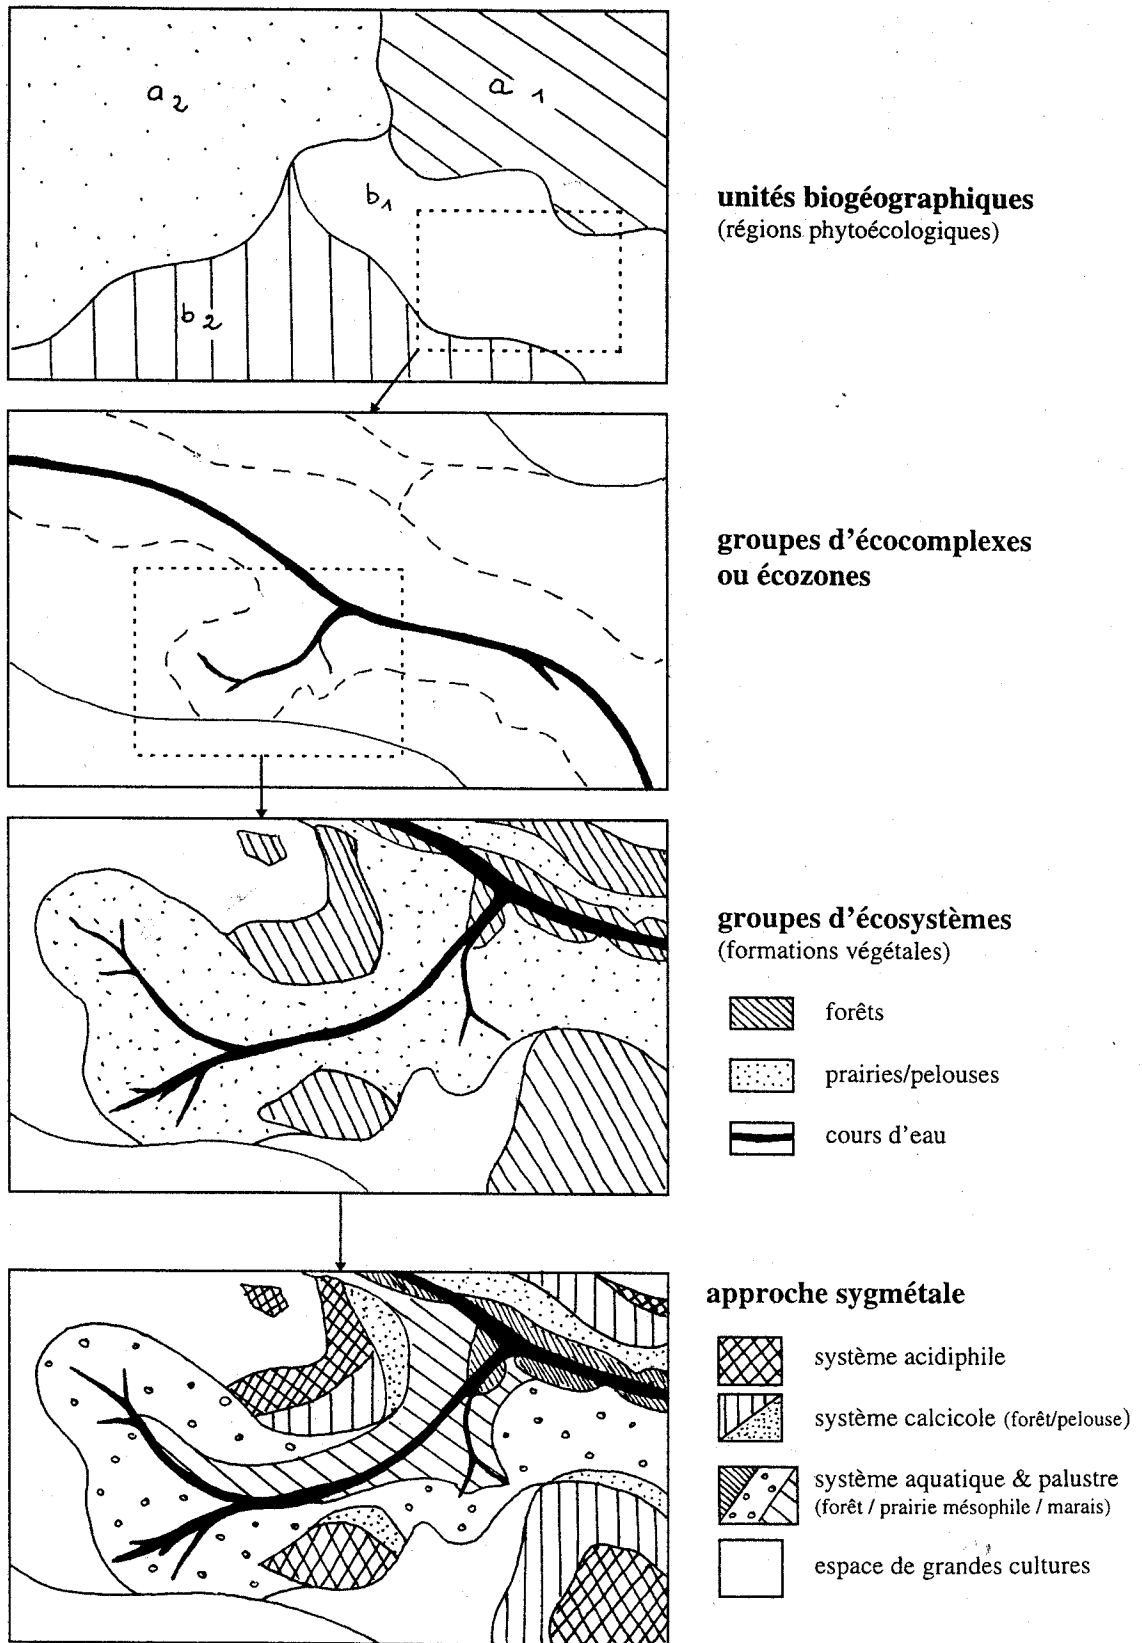 a2
a1
b1
b2
unités biogéographiques
(régions phytoécologiques)
groupes d'écocomplexes
ou écozones
groupes d'écosystèmes
(formations végétales)
forêts
prairies/pelouses
cours d'eau
approche sygmétale
système acidiphile
système calcicole (forêt/pelouse)
système aquatique & palustre
(forêt / prairie mésophile / marais)
espace de grandes cultures